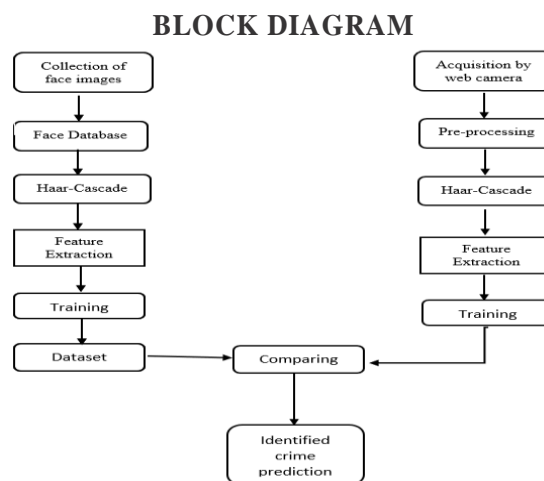 BLOCK DIAGRAM
Collection of
face images
Face Database
Haar-Cascade
Feature
Extraction
Training
Dataset
Acquisition by
web camera
Pre-processing
Haar-Cascade
Feature
Extraction
Training
Comparing
Identified
crime
prediction